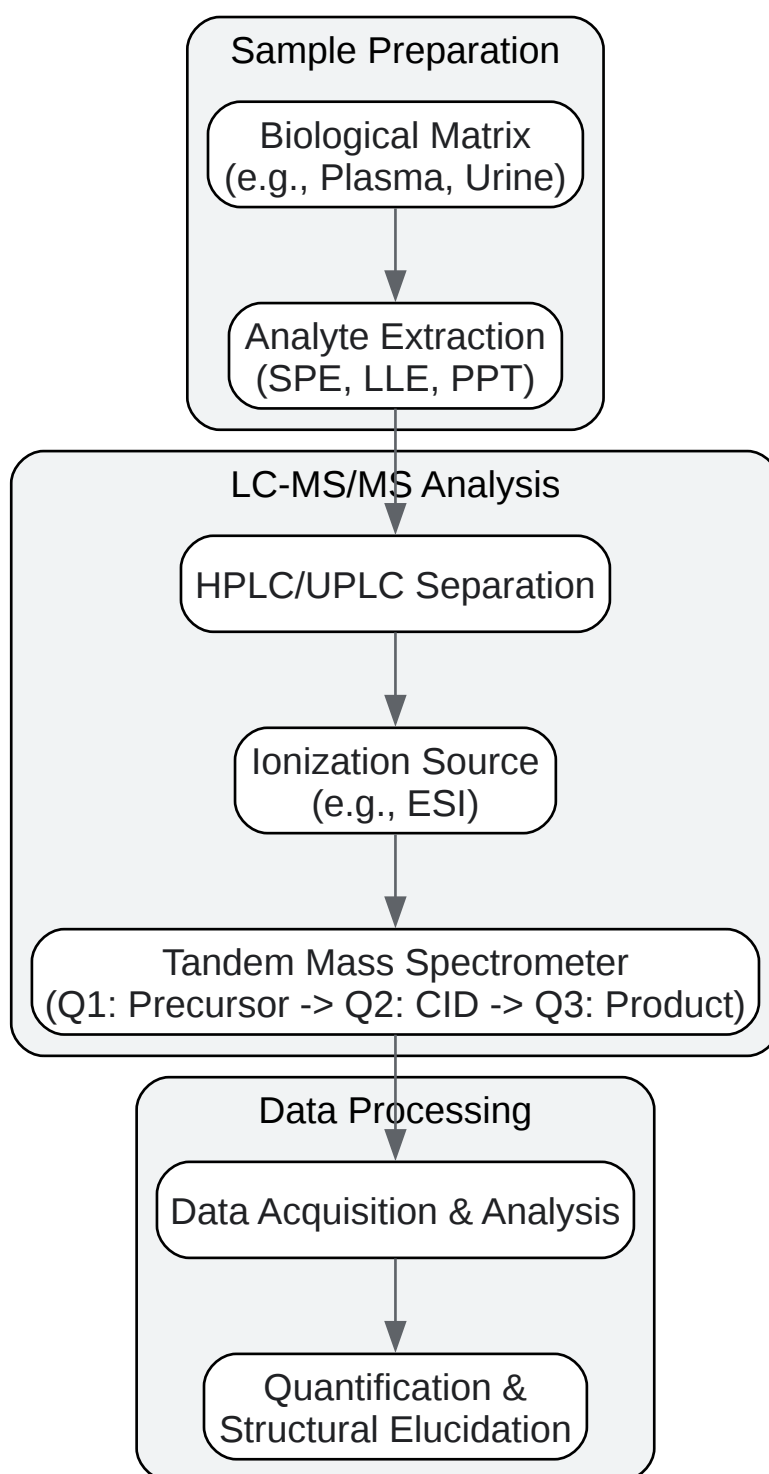 Sample Preparation
Biological Matrix
(e.g., Plasma, Urine)
Analyte Extraction
(SPE, LLE, PPT)
LC-MS/MS Analysis
HPLC/UPLC Separation
Ionization Source
(e.g., ESI)
Tandem Mass Spectrometer
(Q1: Precursor -> Q2: CID -> Q3: Product)
Data Processing
Data Acquisition & Analysis
Quantification &
Structural Elucidation